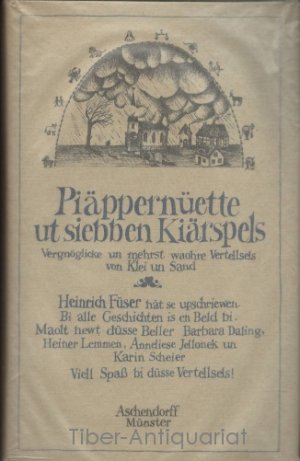 Piäppernüette
ut siebben Kiärspels
Vergnöglicke un mehrst waohre Vertellsels
von Klei un Sand
Heinrich Füser hät se upschriewen.
Bi alle Geschichten is en Beld bi.
Maolt hewt düsse Beller Barbara Daling,
Heiner Lemmen, Anneliese Jellonek un
Karin Scheier
Viell Spaß bi düsse Vertellsels!
Aschendorff
Münster
Tiber-Antiquariat